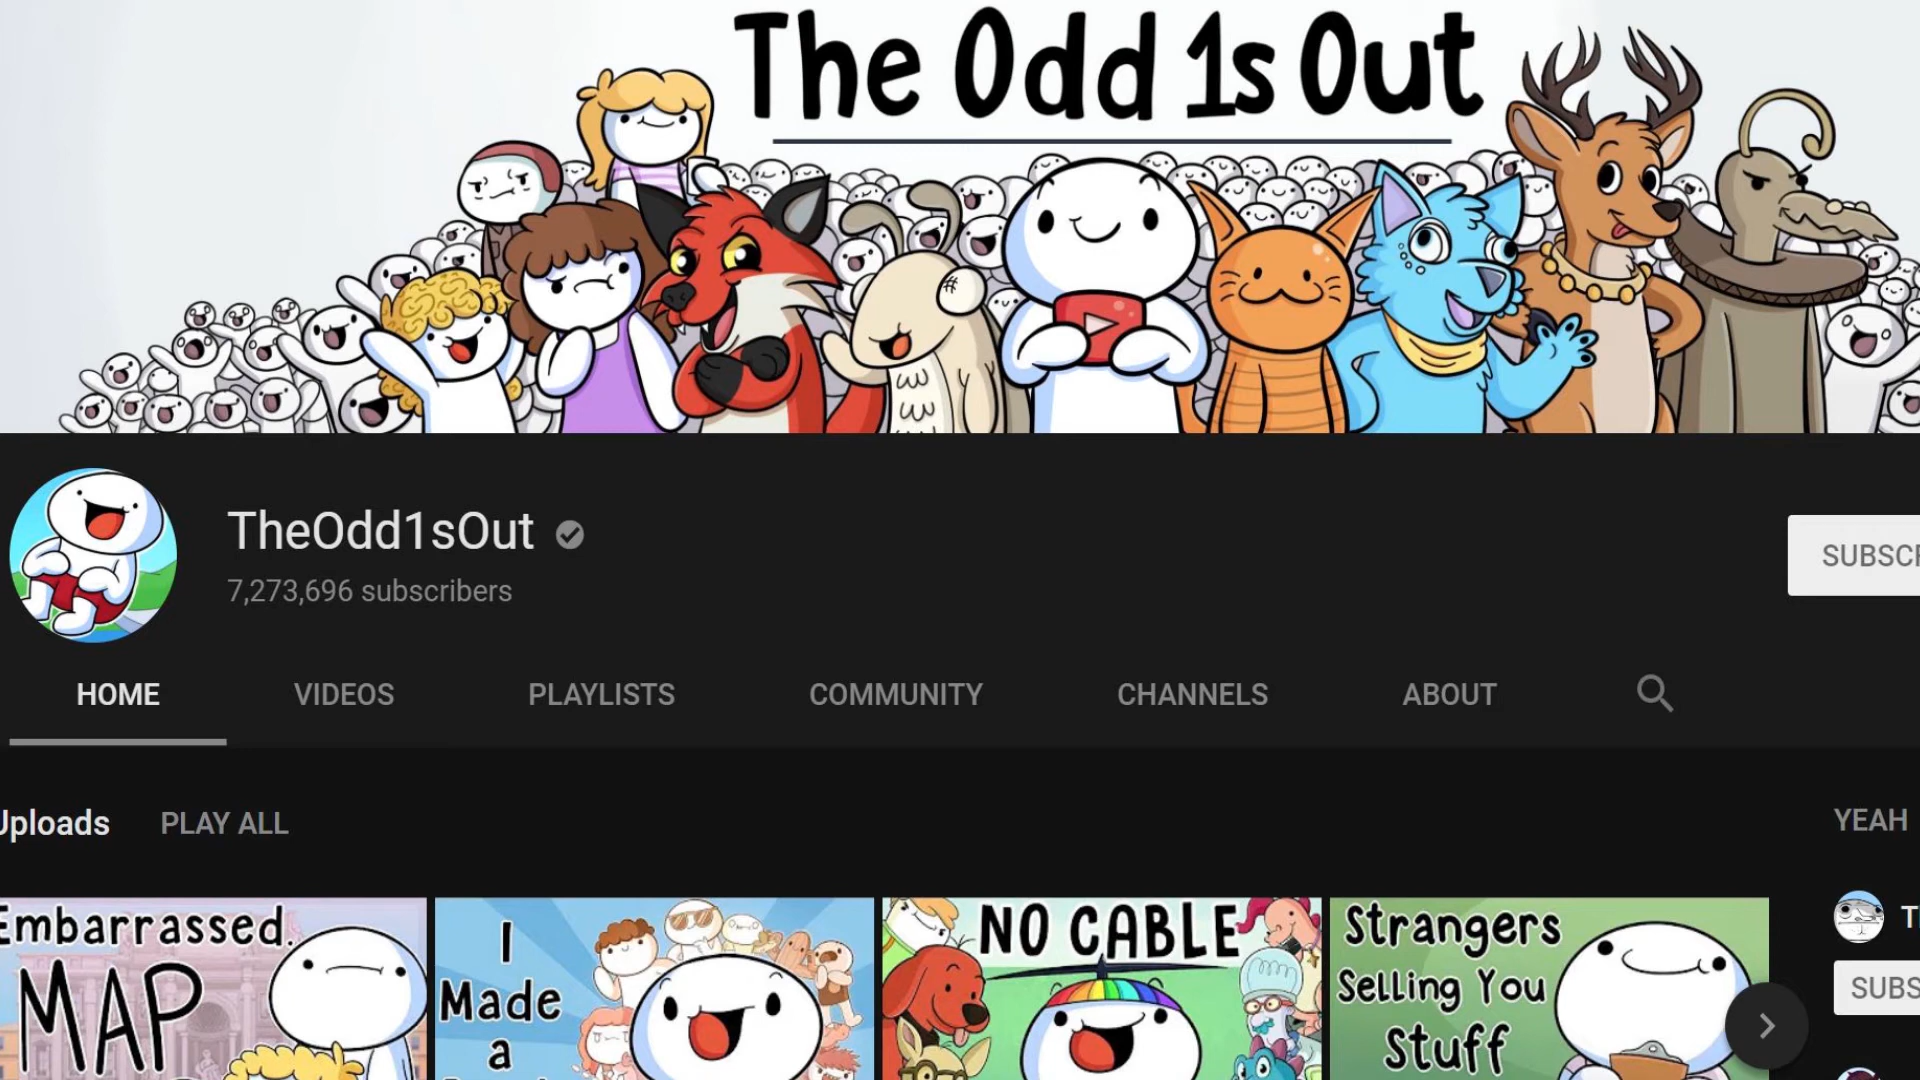 The Odd 1s Out
TheOdd1sOut
7,273,696 subscribers
HOME VIDEOS PLAYLISTS COMMUNITY CHANNELS ABOUT
Uploads PLAY ALL
YEAH
Embarrassed.
MAP
I
Made
a
NO CABLE
Strangers
Selling You
Stuff